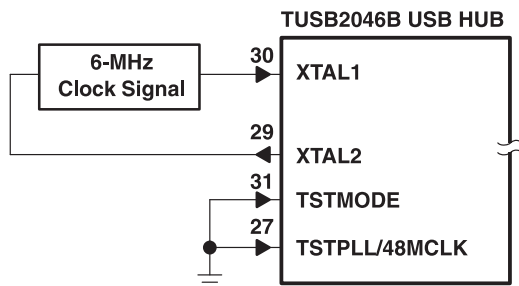 TUSB2046B USB HUB
6-MHz
Clock Signal
30
XTAL1
29
XTAL2
31
TSTMODE
27
TSTPLL/48MCLK